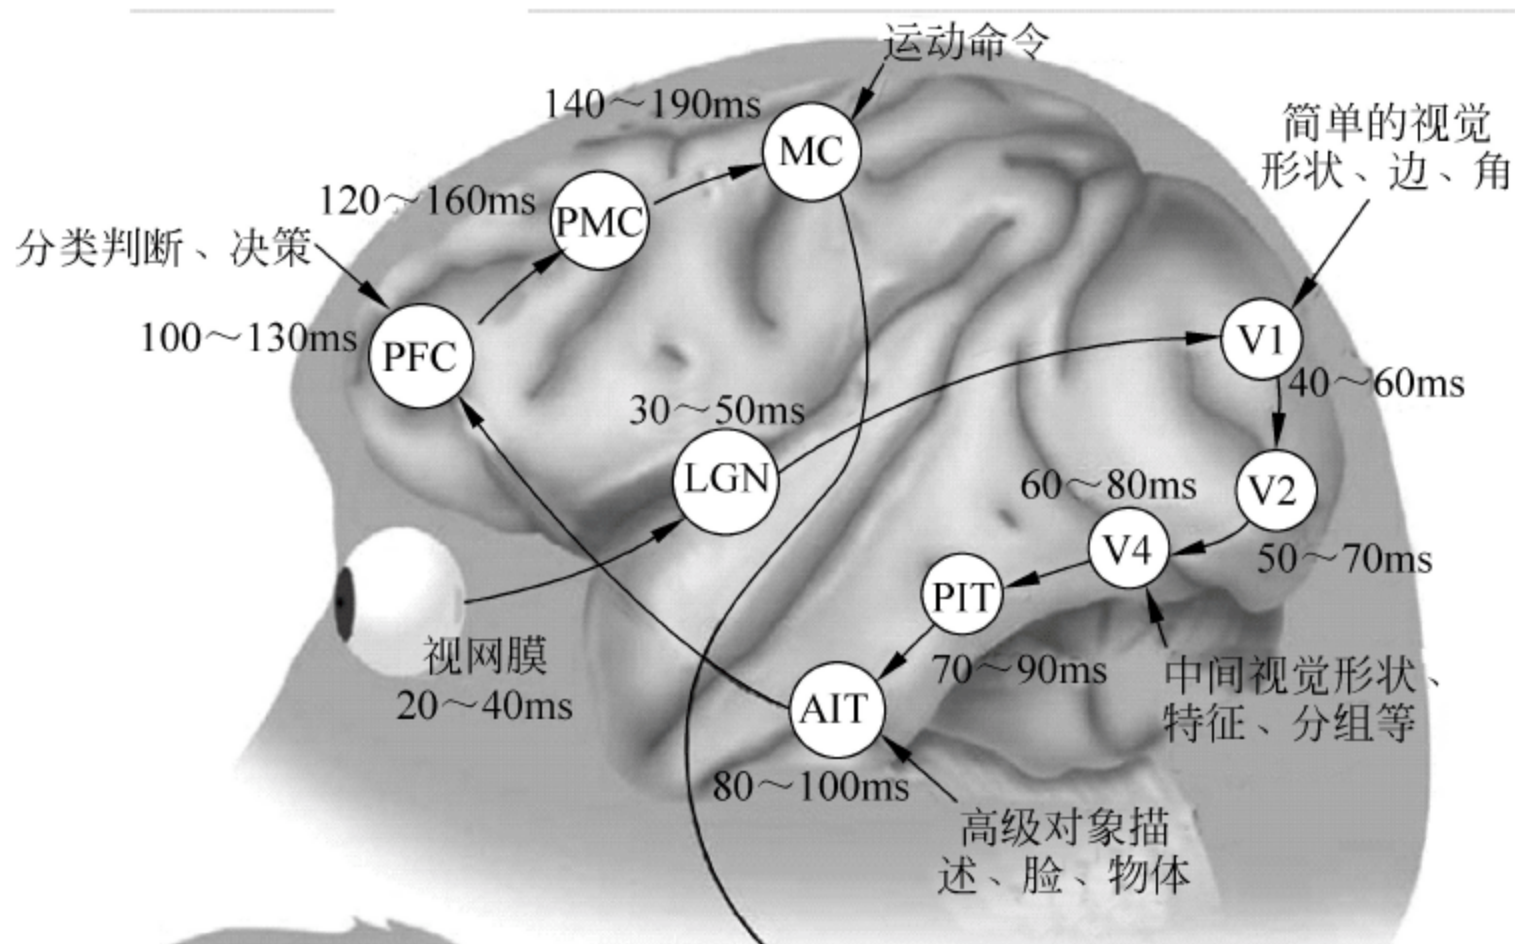 运动命令
140～190ms
MC
简单的视觉
形状、边、角
120～160ms
PMC
分类判断、决策
100～130ms
PFC
V1
40～60ms
30～50ms
LGN
V2
60～80ms
V4
50～70ms
PIT
70～90ms
视网膜
20～40ms
中间视觉形状、
特征、分组等
AIT
80～100ms
高级对象描
述、脸、物体